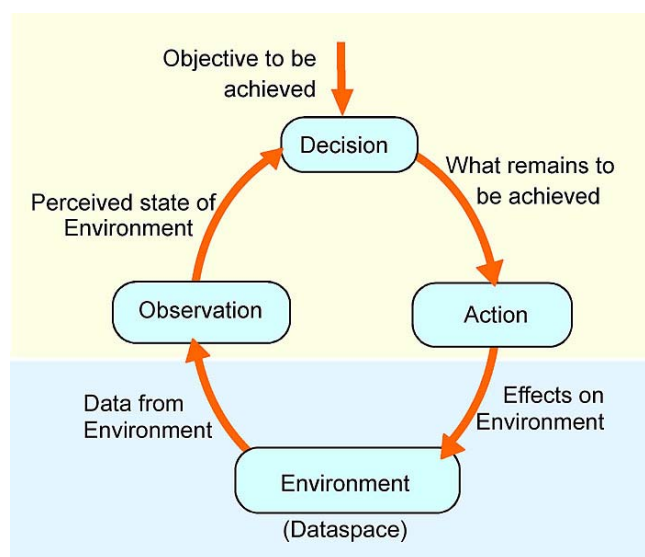 Objective to be
achieved
Decision
What remains to
be achieved
Perceived state of
Environment
Observation
Action
Data from
Environment
Effects on
Environment
Environment
(Dataspace)